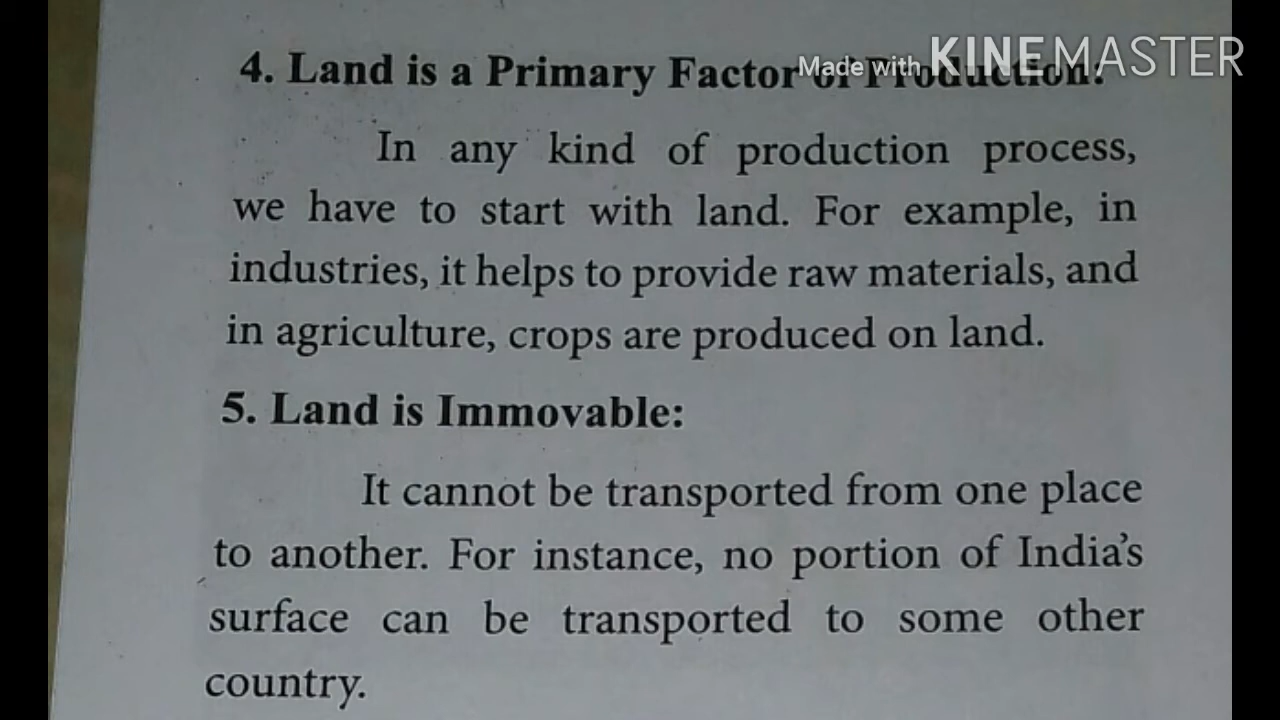 4. Land is a Primary Factor of Production:
Made with KINEMASTER
In any kind of production process,
we have to start with land. For example, in
industries, it helps to provide raw materials, and
in agriculture, crops are produced on land.
5. Land is Immovable:
It cannot be transported from one place
to another. For instance, no portion of India's
surface can be transported to some other
country.